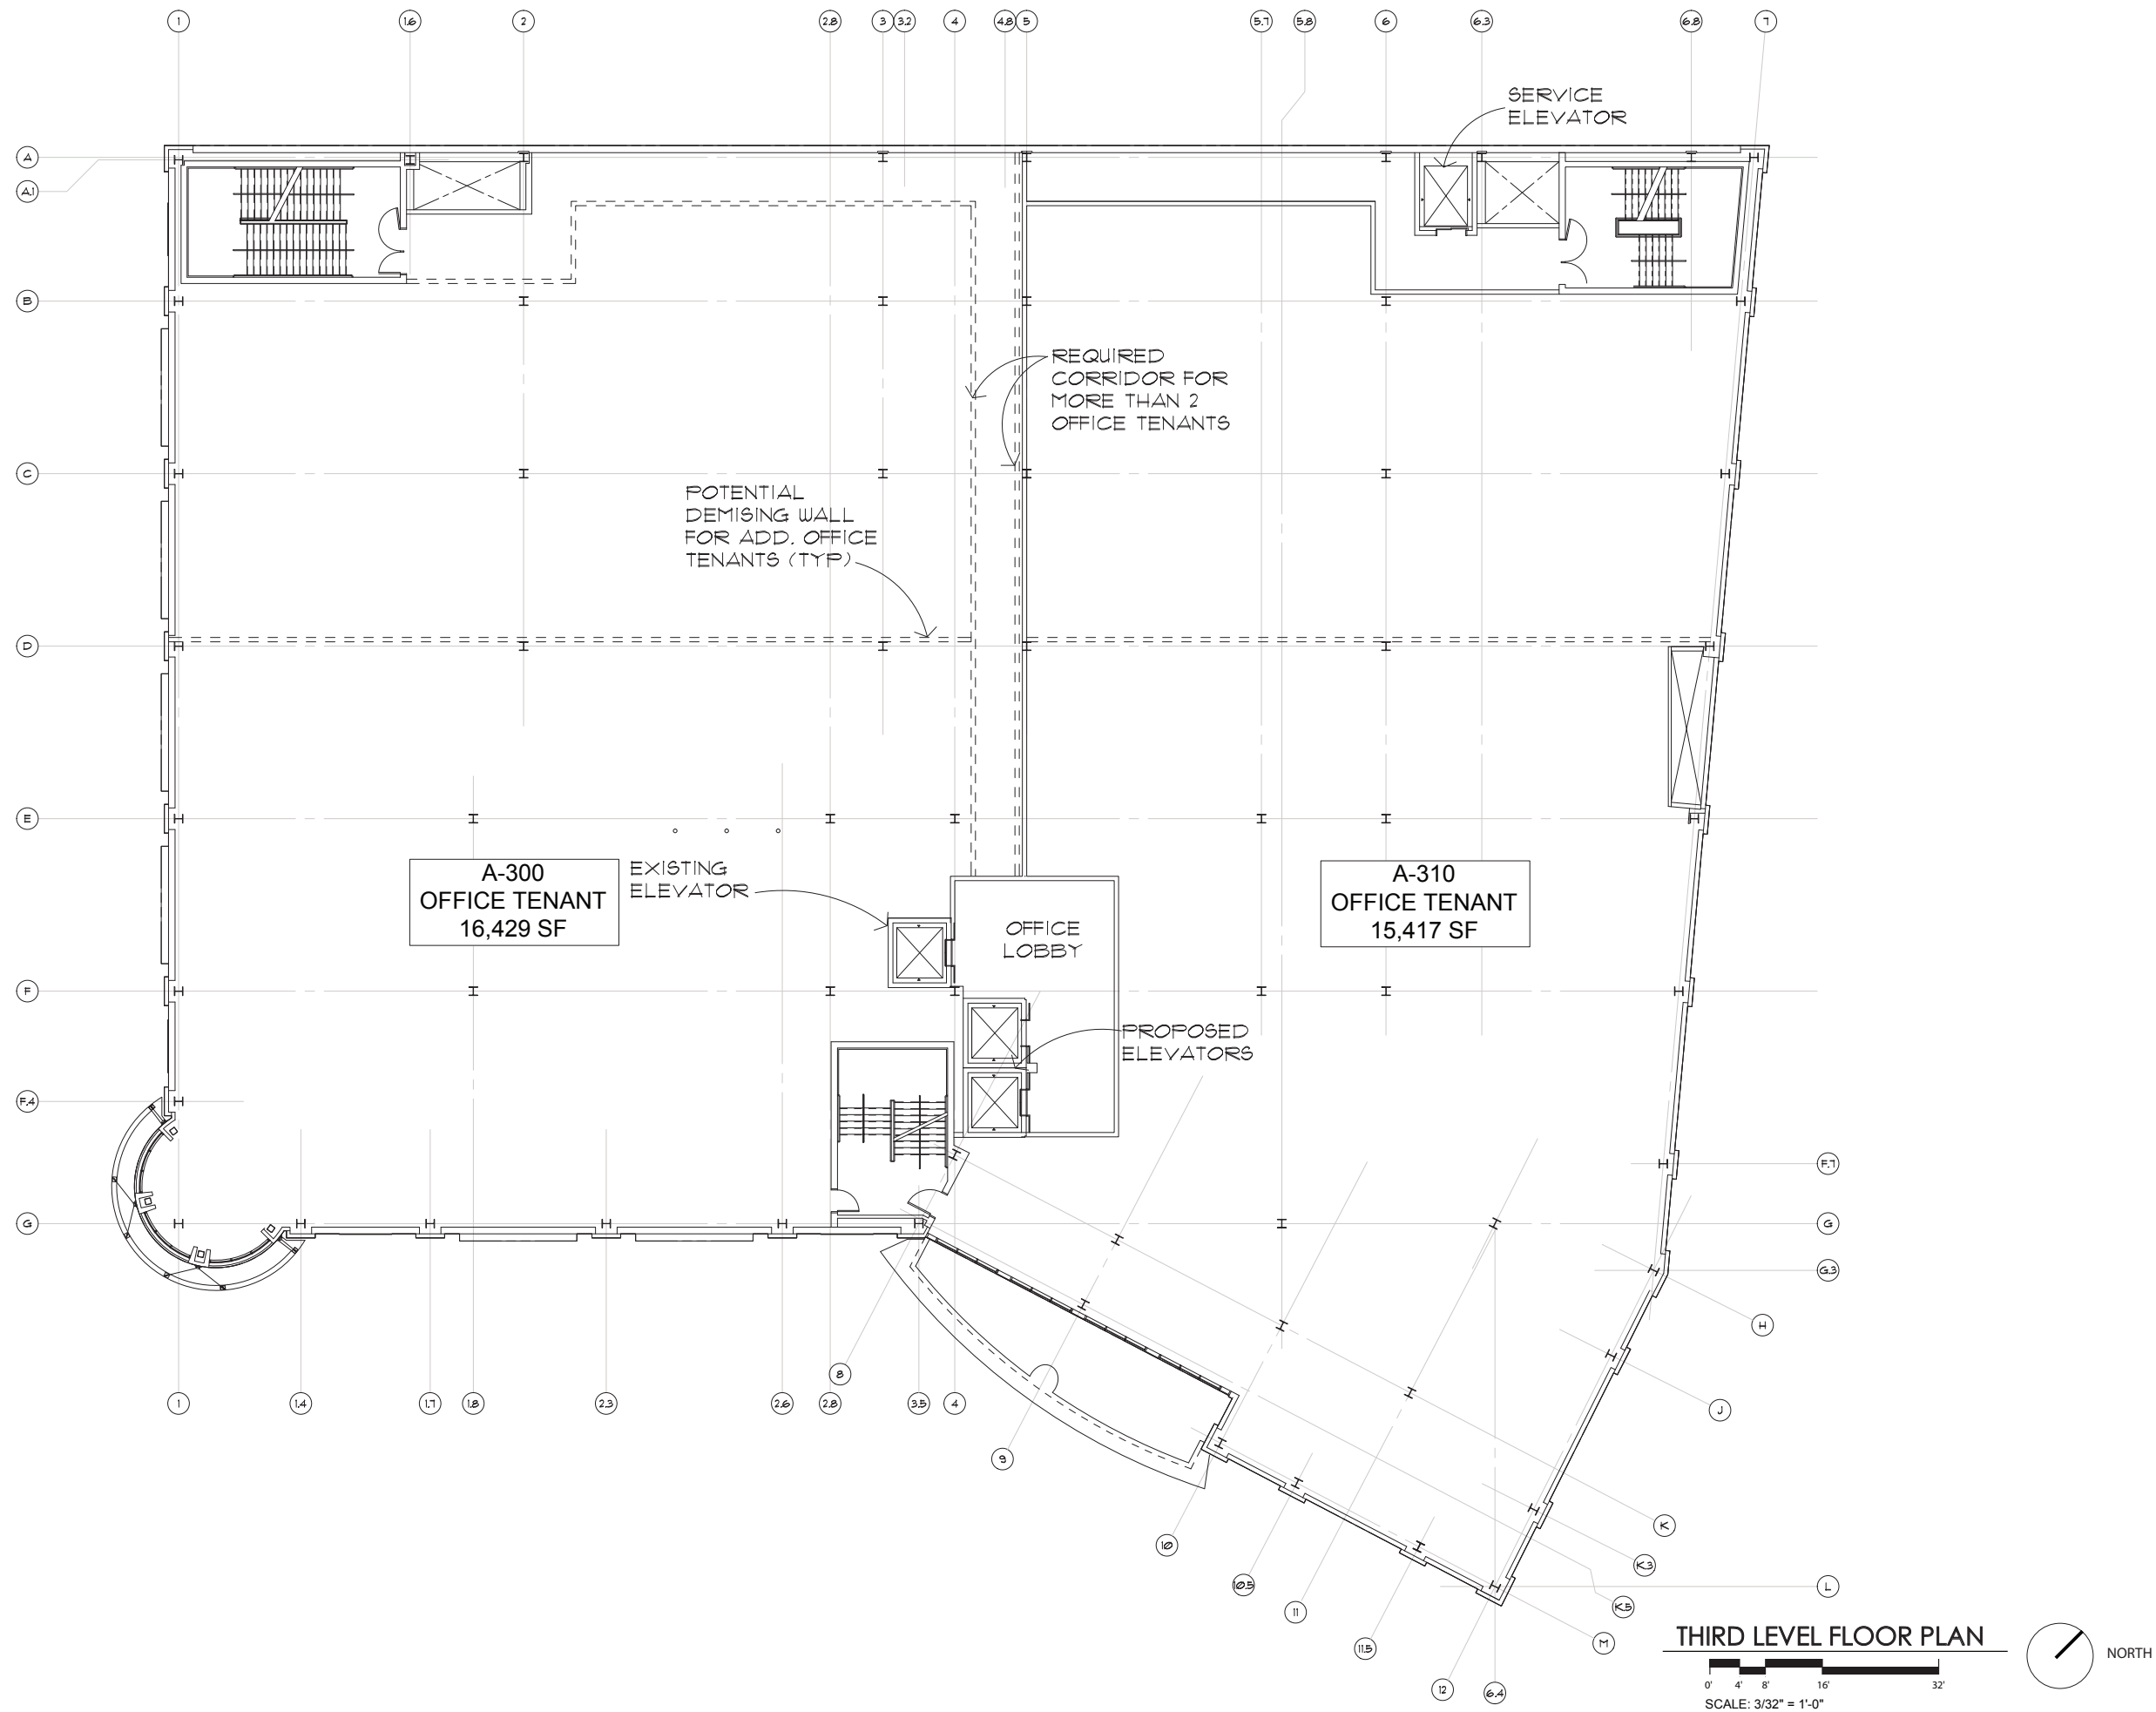 1
1.6
2
2.8
3
3.2
4
4.8
5
5.7
5.8
6
6.3
6.8
7
SERVICE
ELEVATOR
A
A.1
B
REQUIRED
CORRIDOR FOR
MORE THAN 2
OFFICE TENANTS
C
POTENTIAL
DEMISING WALL
FOR ADD. OFFICE
TENANTS (TYP)
D
E
EXISTING
ELEVATOR
A-300
OFFICE TENANT
16,429 SF
A-310
OFFICE TENANT
15,417 SF
OFFICE
LOBBY
F
PROPOSED
ELEVATORS
F.4
F.7
G
G
G.3
H
8
1
1.4
1.7
1.8
2.3
2.6
2.8
3.5
4
J
9
K
10
K.3
10.5
L
K.5
11
M
11.5
12
6.4
THIRD LEVEL FLOOR PLAN
NORTH
0'
4'
8'
16'
32'
SCALE: 3/32" = 1'-0"